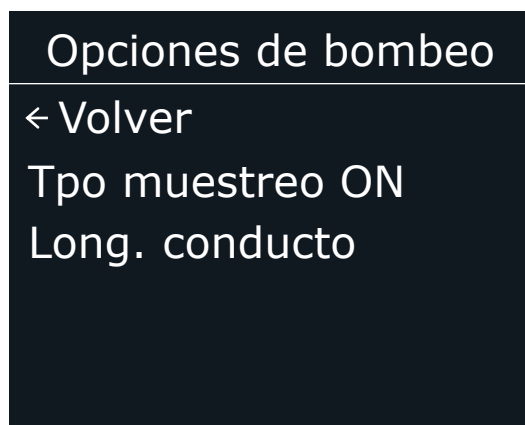 Opciones de bombeo
← Volver
Tpo muestreo ON
Long. conducto